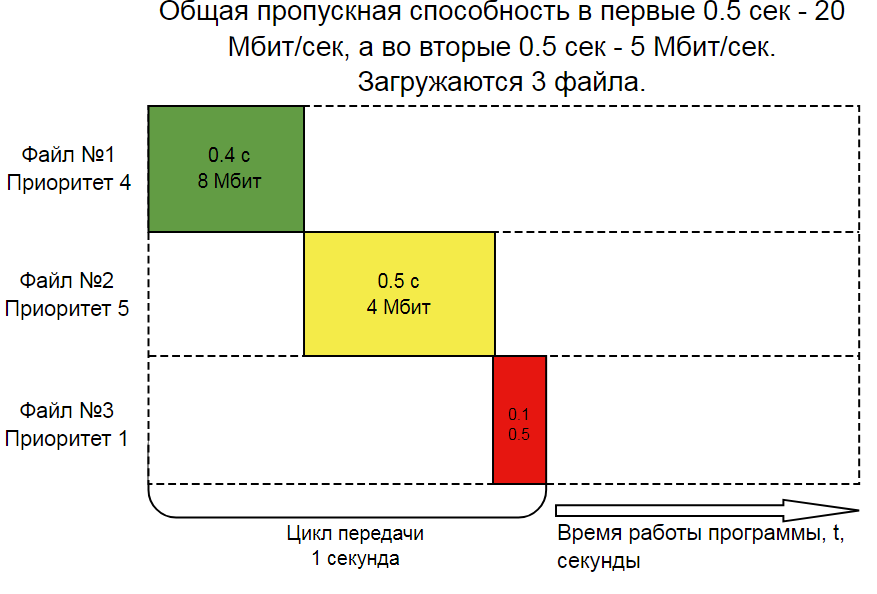 Общая пропускная способность в первые 0.5 сек - 20
Мбит/сек, а во вторые 0.5 сек - 5 Мбит/сек.
Загружаются 3 файла.
Файл №1
Приоритет 4
0.4 с
8 Мбит
Файл №2
Приоритет 5
0.5 с
4 Мбит
Файл №3
Приоритет 1
0.1
0.5
Цикл передачи
1 секунда
Время работы программы, t,
секунды